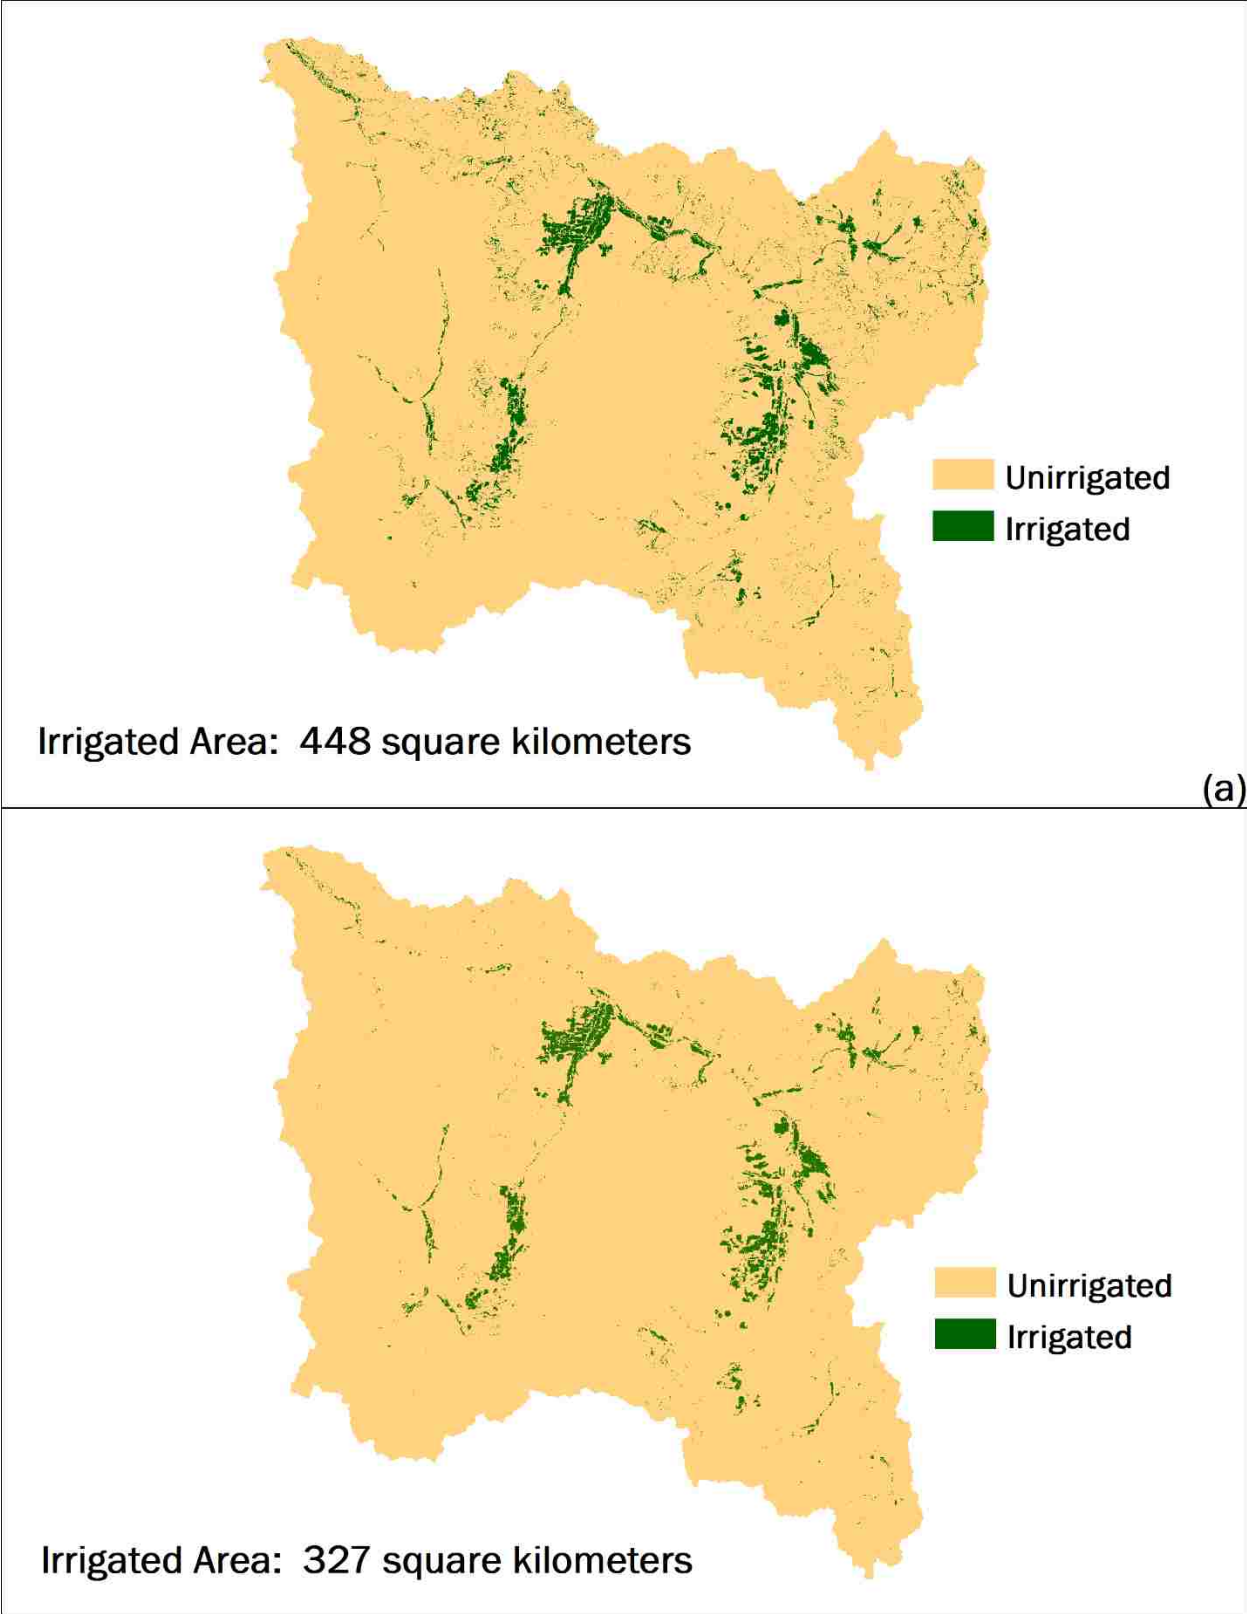 Unirrigated
Irrigated
Irrigated Area: 448 square kilometers
(a)
Unirrigated
Irrigated
Irrigated Area: 327 square kilometers